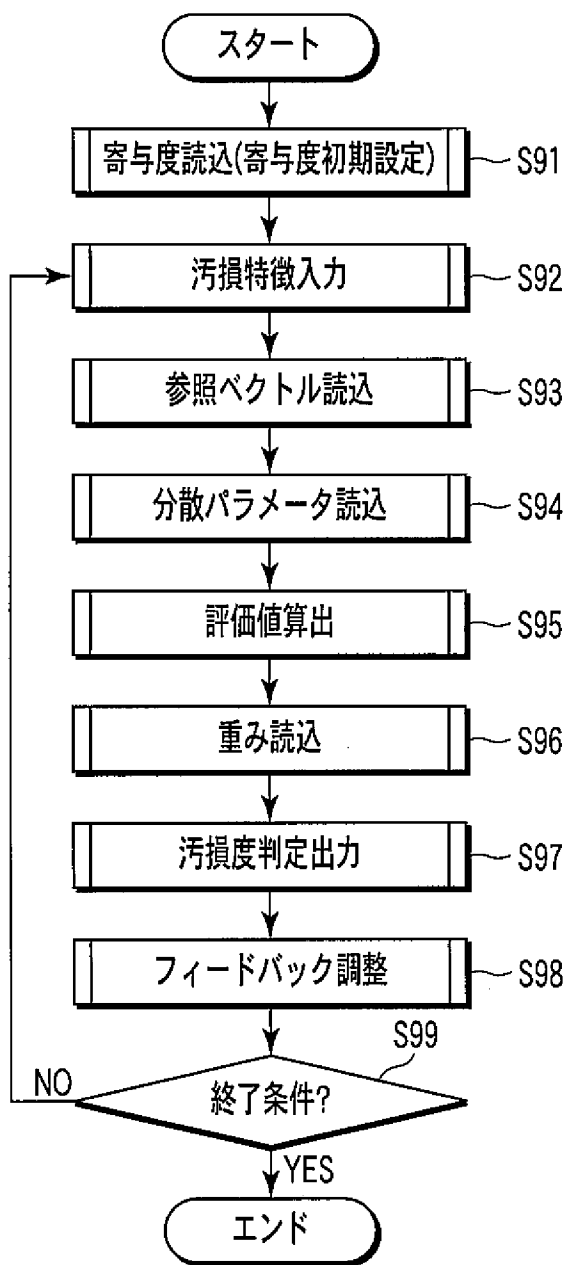 スタート
寄与度読込(寄与度初期設定) S91
汚損特徴入力 S92
参照ベクトル読込 S93
分散パラメータ読込 S94
評価値算出 S95
重み読込 S96
汚損度判定出力 S97
フィードバック調整 S98
S99
NO 終了条件?
YES
エンド